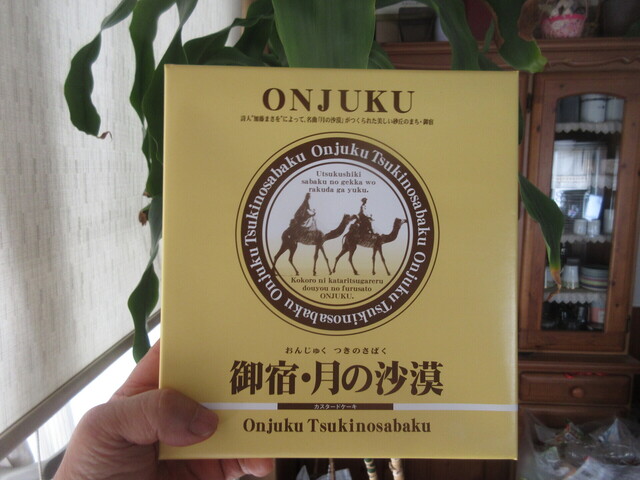 ONJUKU
詩人"加藤まさを"によって、名曲「月の沙漠」がつくられた美しい砂丘のまち・御宿
Onjuku Tsukinosabaku Onjuku Tsukinosabaku Onjuku Tsukinosabaku Onjuku Tsukinosabaku
Utsukushiki
sabaku no gekka wo
rakuda ga yuku.
Kokoro ni kataritsugareru
douyou no furusato
ONJUKU.
おんじゅく つきのさばく
御宿・月の沙漠
カスタードケーキ
Onjuku Tsukinosabaku